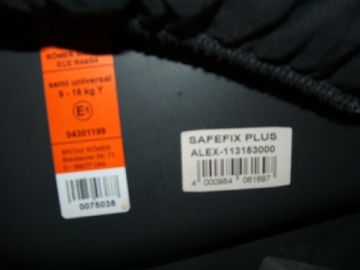 RÖMER
ECE R44/04
semi universal
9 - 18 kg Y
E1
04301199
BRITAX RÖMER
Blaubeurer Str. 71
D - 89077 Ulm
0075038
SAFEFIX PLUS
ALEX-113153000
4 000984 061697